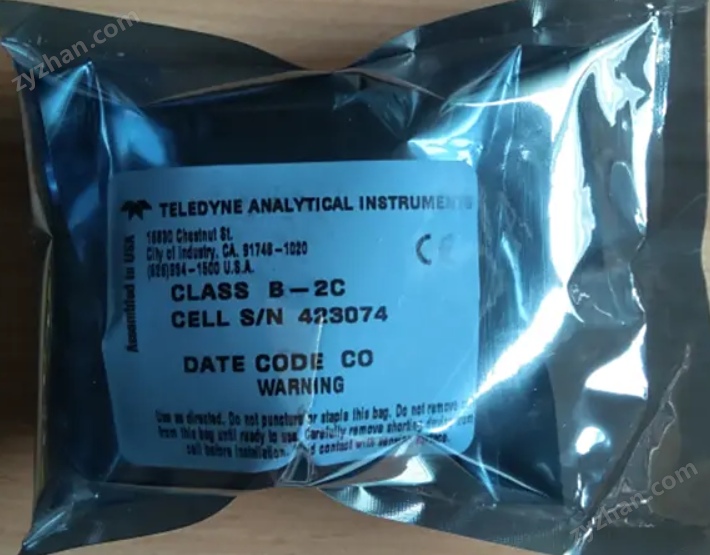 zyzhan.com
TELEDYNE ANALYTICAL INSTRUMENTS
16830 Chestnut St.
City of Industry, CA. 91748-1020
(626)934-1500 U.S.A.
Assembled in USA
CE
CLASS B-2C
CELL S/N 423074
DATE CODE CO
WARNING
Use as directed. Do not puncture or staple this bag. Do not remove
from this bag until ready to use. Carefully remove shorting
cell before installation. contact with
zyzhan.com